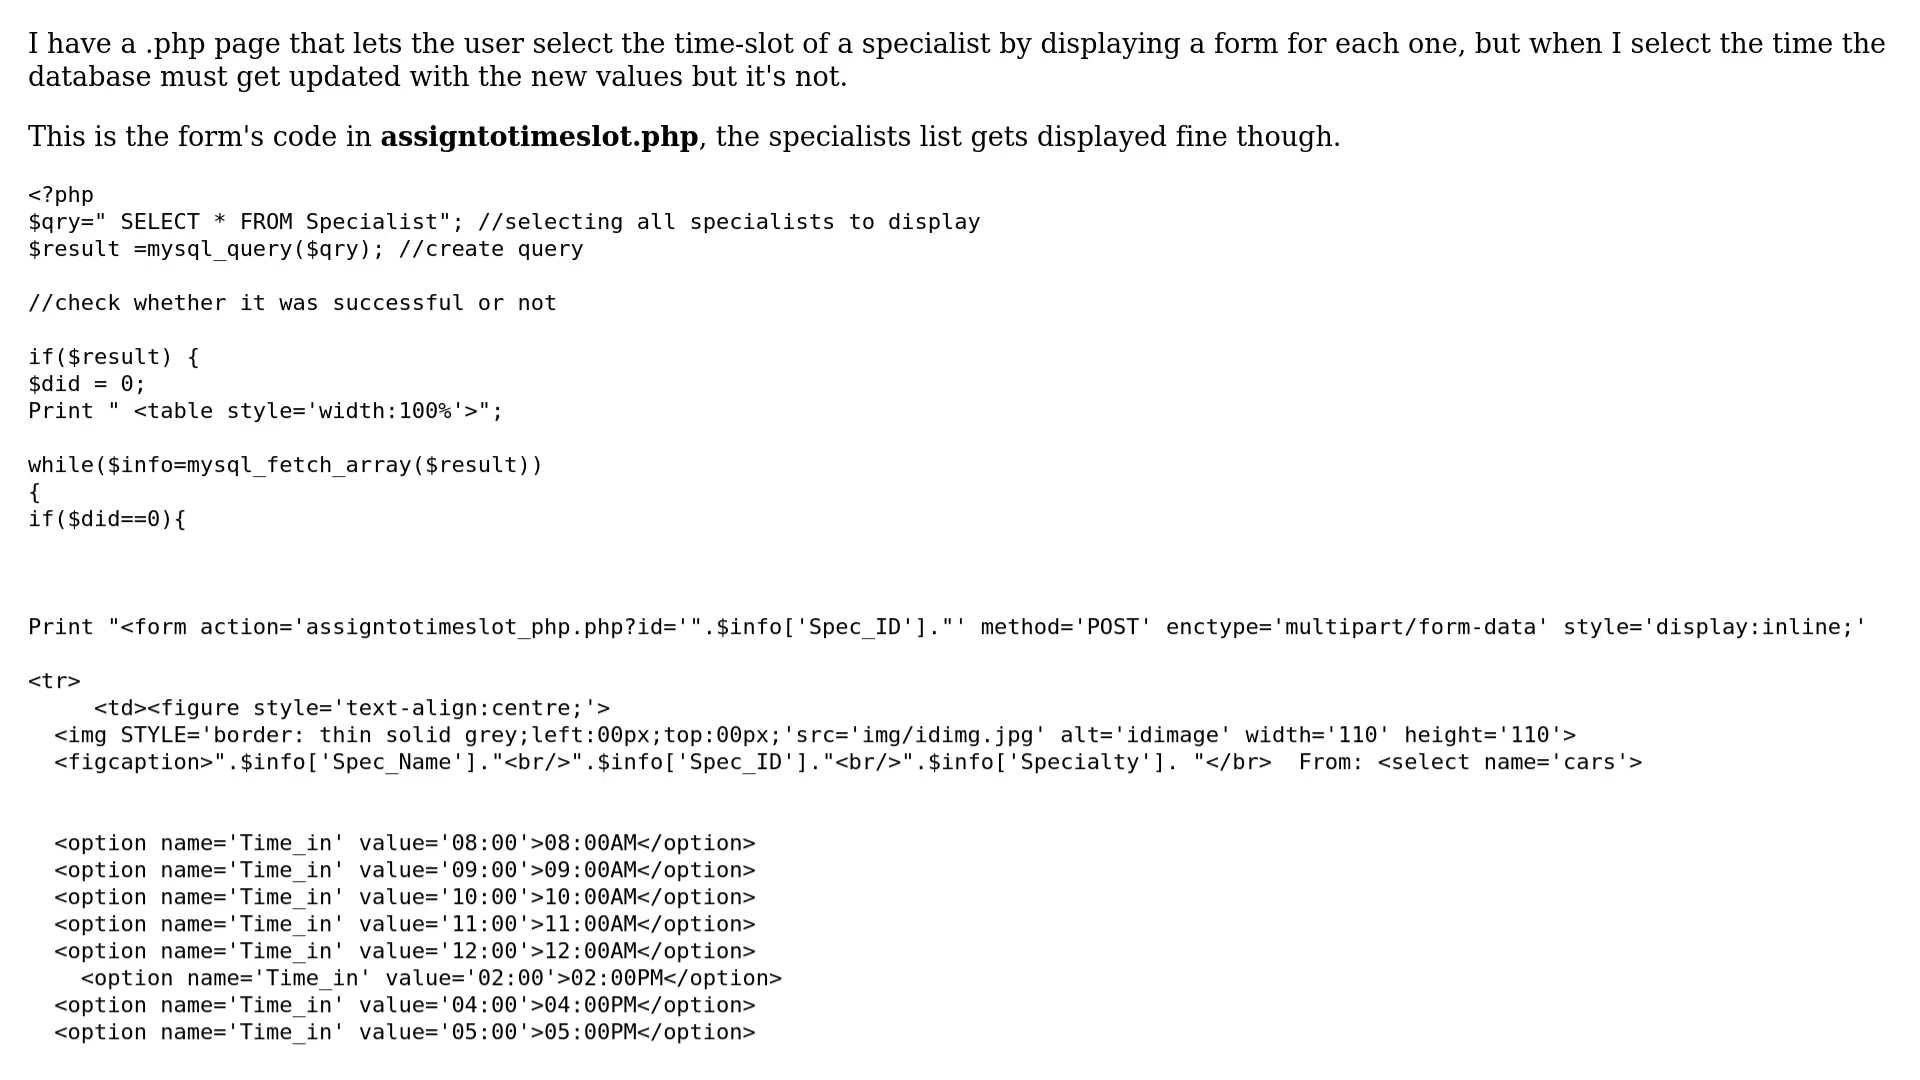 I have a .php page that lets the user select the time-slot of a specialist by displaying a form for each one, but when I select the time the
database must get updated with the new values but it's not.
This is the form's code in assigntotimeslot.php, the specialists list gets displayed fine though.
<?php
$qry=" SELECT * FROM Specialist"; //selecting all specialists to display
$result =mysql_query($qry); //create query
//check whether it was successful or not
if($result) {
$did = 0;
Print " <table style='width:100%'>";
while($info=mysql_fetch_array($result))
{
if($did==0){
Print "<form action='assigntotimeslot_php.php?id='".$info['Spec_ID']."' method='POST' enctype='multipart/form-data' style='display:inline;'
<tr>
<td><figure style='text-align:centre;'>
<img STYLE='border: thin solid grey;left:00px;top:00px;'src='img/idimg.jpg' alt='idimage' width='110' height='110'>
<figcaption>".$info['Spec_Name']."<br/>".$info['Spec_ID']."<br/>".$info['Specialty']. "</br>  From: <select name='cars'>
<option name='Time_in' value='08:00'>08:00AM</option>
<option name='Time_in' value='09:00'>09:00AM</option>
<option name='Time_in' value='10:00'>10:00AM</option>
<option name='Time_in' value='11:00'>11:00AM</option>
<option name='Time_in' value='12:00'>12:00AM</option>
<option name='Time_in' value='02:00'>02:00PM</option>
<option name='Time_in' value='04:00'>04:00PM</option>
<option name='Time_in' value='05:00'>05:00PM</option>